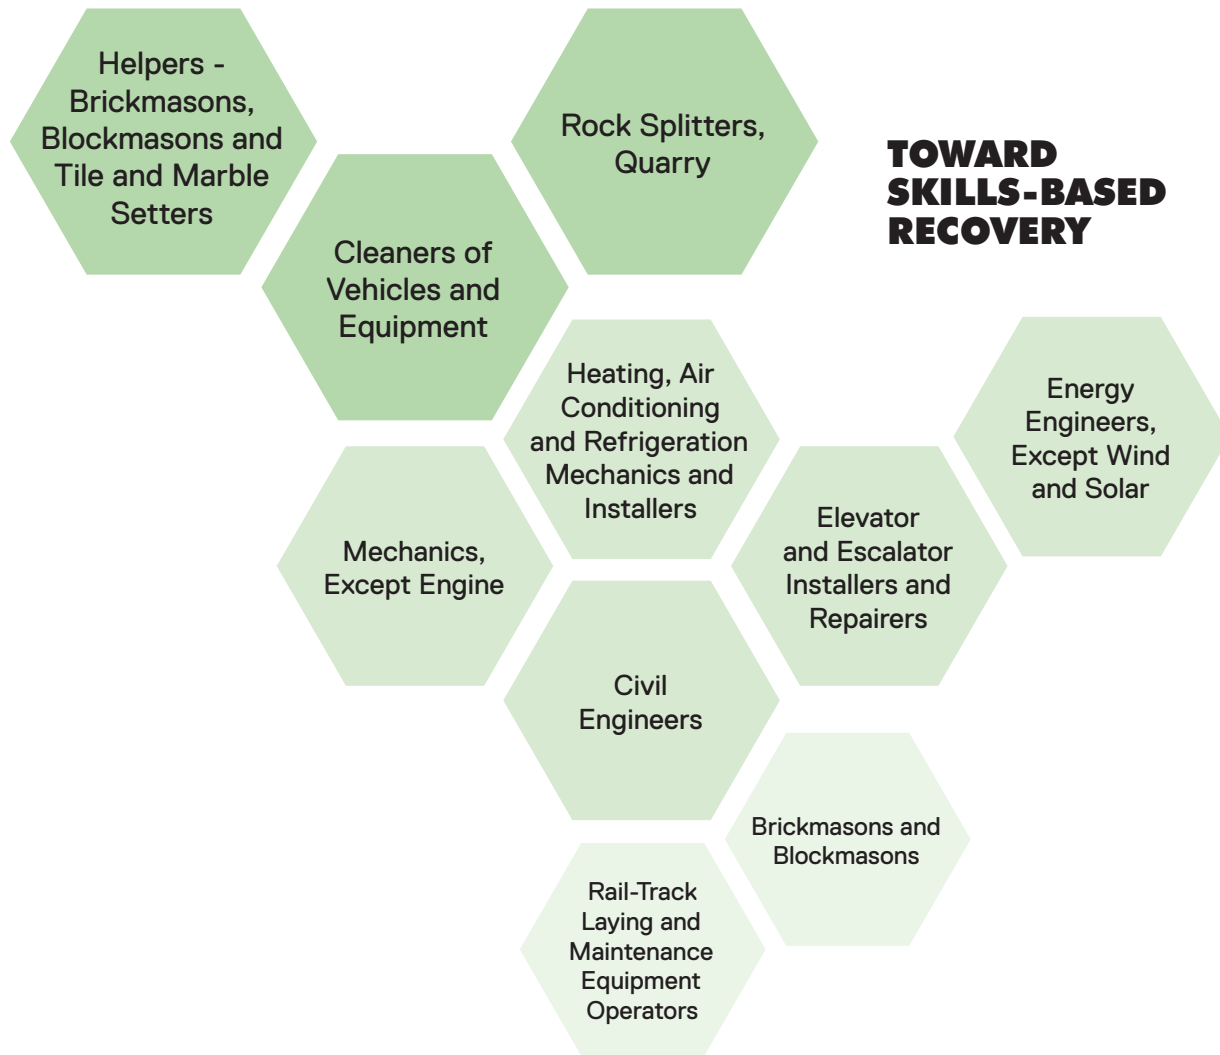 Helpers -
Brickmasons,
Blockmasons and
Tile and Marble
Setters
Rock Splitters,
Quarry
TOWARD
SKILLS-BASED
RECOVERY
Cleaners of
Vehicles and
Equipment
Heating, Air
Conditioning
and Refrigeration
Mechanics and
Installers
Energy
Engineers,
Except Wind
and Solar
Mechanics,
Except Engine
Elevator
and Escalator
Installers and
Repairers
Civil
Engineers
Brickmasons and
Blockmasons
Rail-Track
Laying and
Maintenance
Equipment
Operators